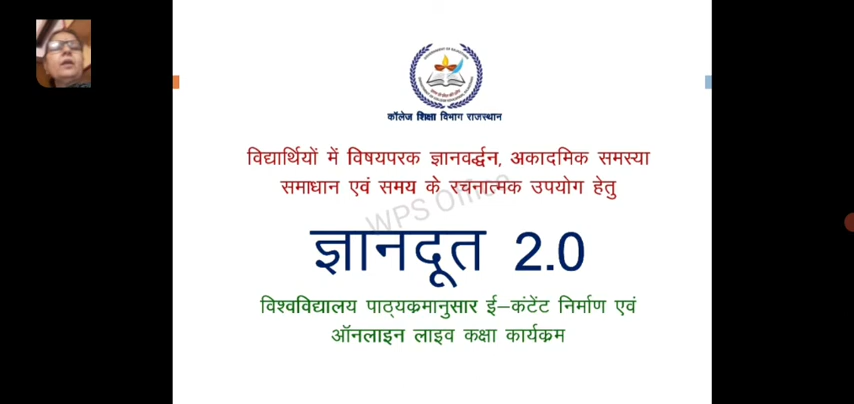 कॉलेज शिक्षा विभाग राजस्थान
विद्यार्थियों में विषयपरक ज्ञानवर्द्धन, अकादमिक समस्या
समाधान एवं समय के रचनात्मक उपयोग हेतु
WPS Office
ज्ञानदूत 2.0
विश्वविद्यालय पाठ्यक्रमानुसार ई–कंटेंट निर्माण एवं
ऑनलाइन लाइव कक्षा कार्यक्रम